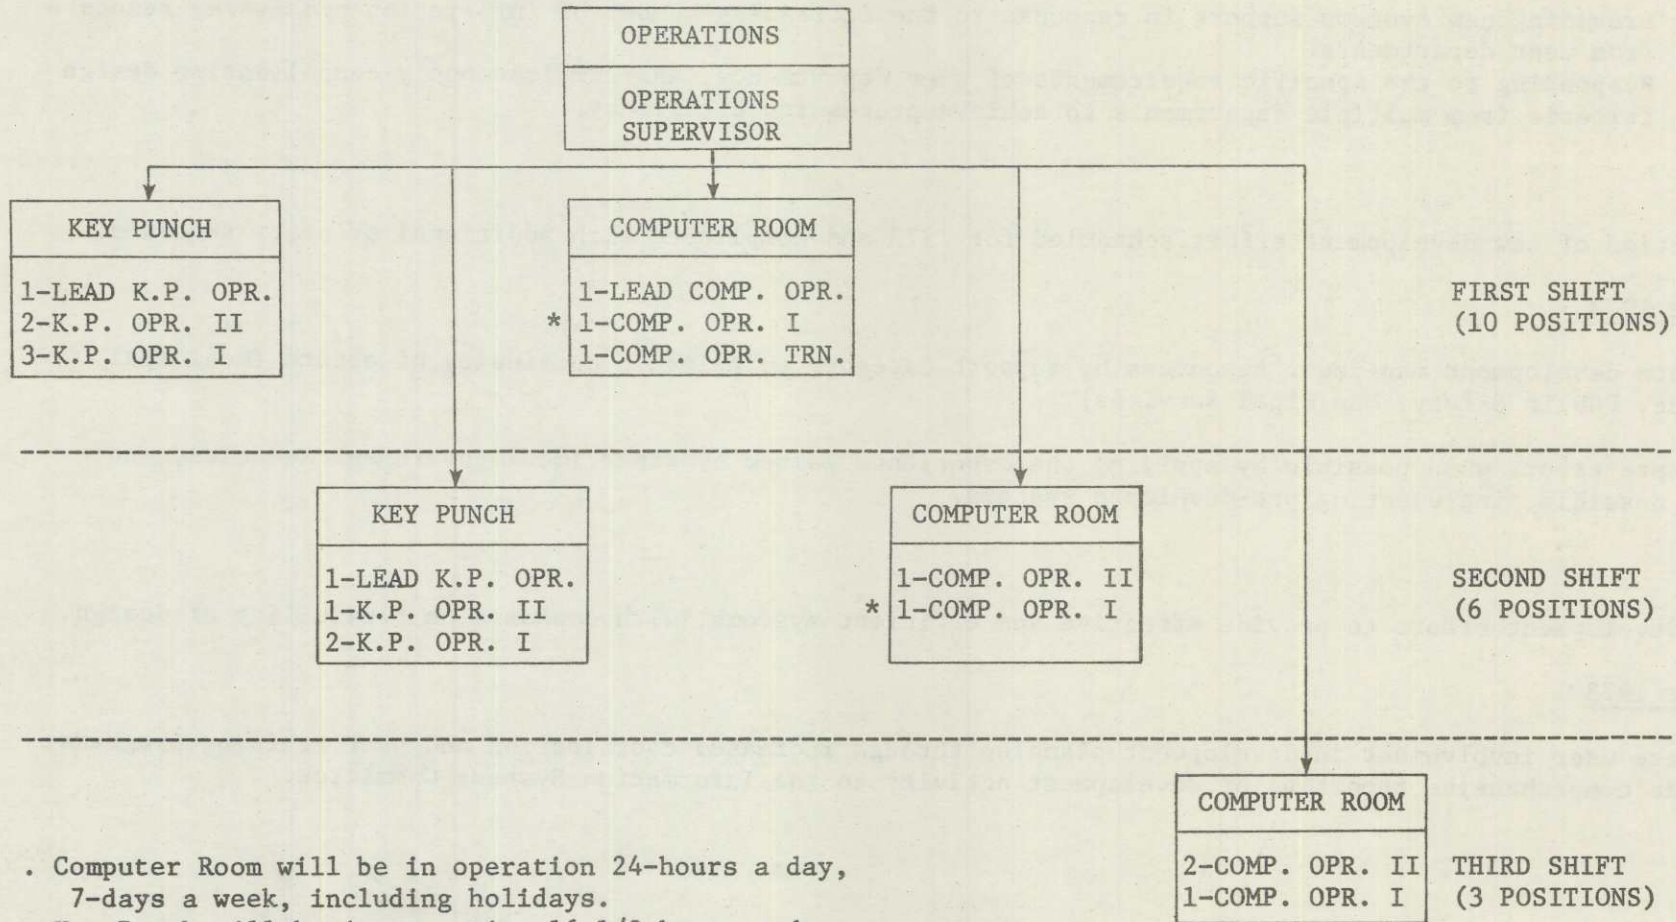 OPERATIONS
OPERATIONS
SUPERVISOR
KEY PUNCH
1-LEAD K.P. OPR.
2-K.P. OPR. II
3-K.P. OPR. I
COMPUTER ROOM
1-LEAD COMP. OPR.
* 1-COMP. OPR. I
1-COMP. OPR. TRN.
FIRST SHIFT
(10 POSITIONS)
KEY PUNCH
1-LEAD K.P. OPR.
1-K.P. OPR. II
2-K.P. OPR. I
COMPUTER ROOM
1-COMP. OPR. II
* 1-COMP. OPR. I
SECOND SHIFT
(6 POSITIONS)
COMPUTER ROOM
2-COMP. OPR. II
1-COMP. OPR. I
THIRD SHIFT
(3 POSITIONS)
. Computer Room will be in operation 24-hours a day,
7-days a week, including holidays.